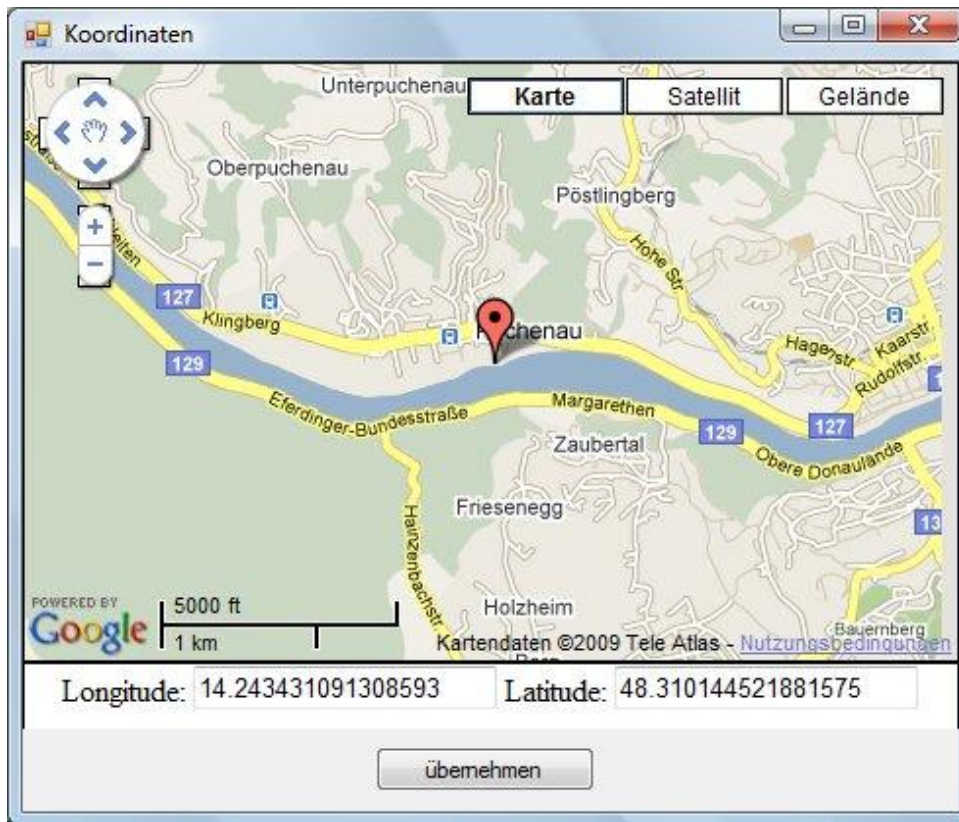 Koordinaten
Unterpuchenau
Karte
Satellit
Gelände
Oberpuchenau
Pöstlingberg
Hohe Str
127
Klingberg
Puchenau
Hagenstr.
Kaarstr.
Rudolfstr.
129
Eferdinger-Bundesstraße
Margarethen
129
127
Zaubertal
Obere Donaulände
Friesenegg
13
Hainzenbachstr.
POWERED BY
Google
5000 ft
1 km
Holzheim
Bauernberg
Kartendaten ©2009 Tele Atlas - Nutzungsbedingungen
Longitude: 14.243431091308593 Latitude: 48.310144521881575
übernehmen